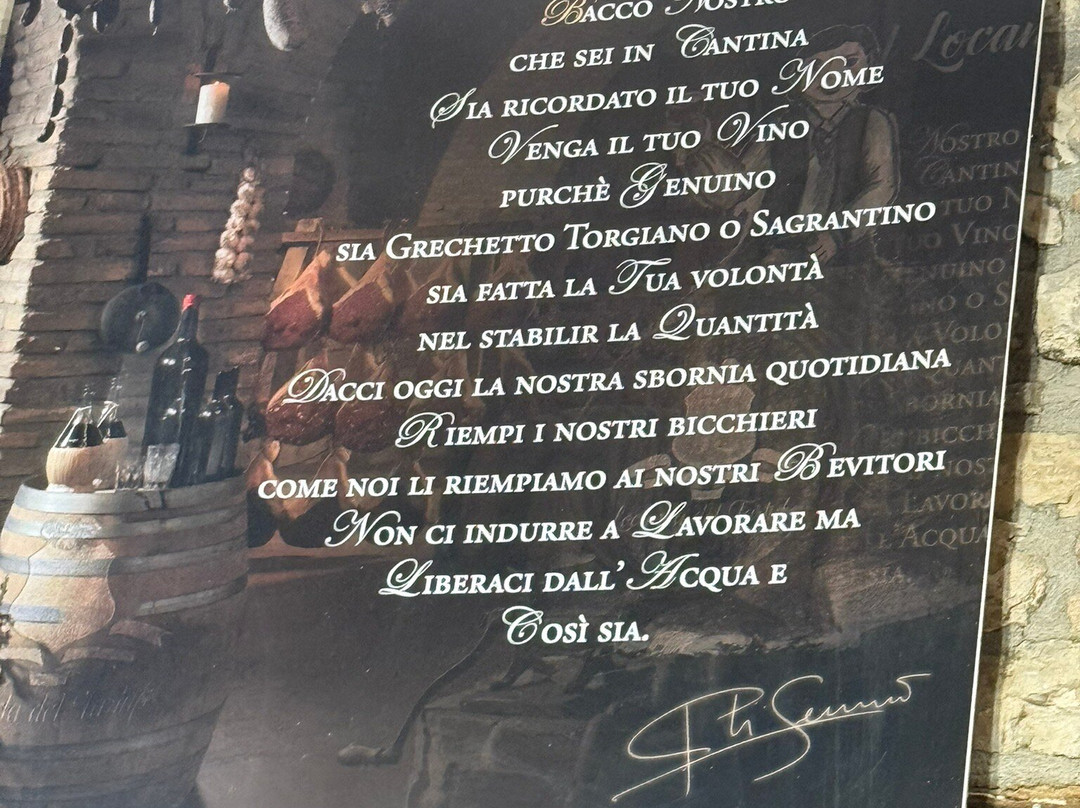 Bacco Nostro
che sei in Cantina
Sia ricordato il tuo Nome
Venga il tuo Vino
purchè Genuino
sia Grechetto Torgiano o Sagrantino
sia fatta la Tua volontà
nel stabilir la Quantità
Dacci oggi la nostra sbornia quotidiana
Riempi i nostri bicchieri
come noi li riempiamo ai nostri Bevitori
Non ci indurre a Lavorare ma
Liberaci dall'Acqua e
Così sia.